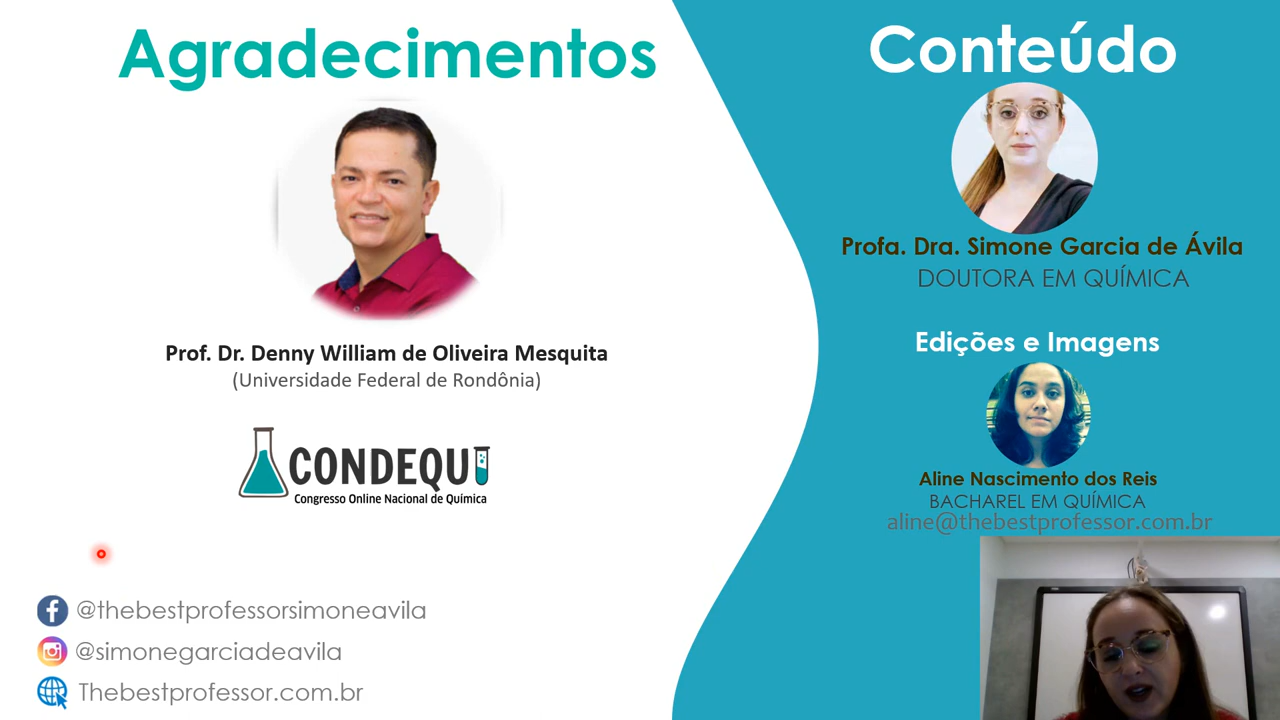 Agradecimentos
Prof. Dr. Denny William de Oliveira Mesquita
(Universidade Federal de Rondônia)
CONDEQUI
Congresso Online Nacional de Química
@thebestprofessorsimoneavila
@simonegarciadeavila
Thebestprofessor.com.br
Conteúdo
Profa. Dra. Simone Garcia de Ávila
DOUTORA EM QUÍMICA
Edições e Imagens
Aline Nascimento dos Reis
BACHAREL EM QUÍMICA
aline@thebestprofessor.com.br